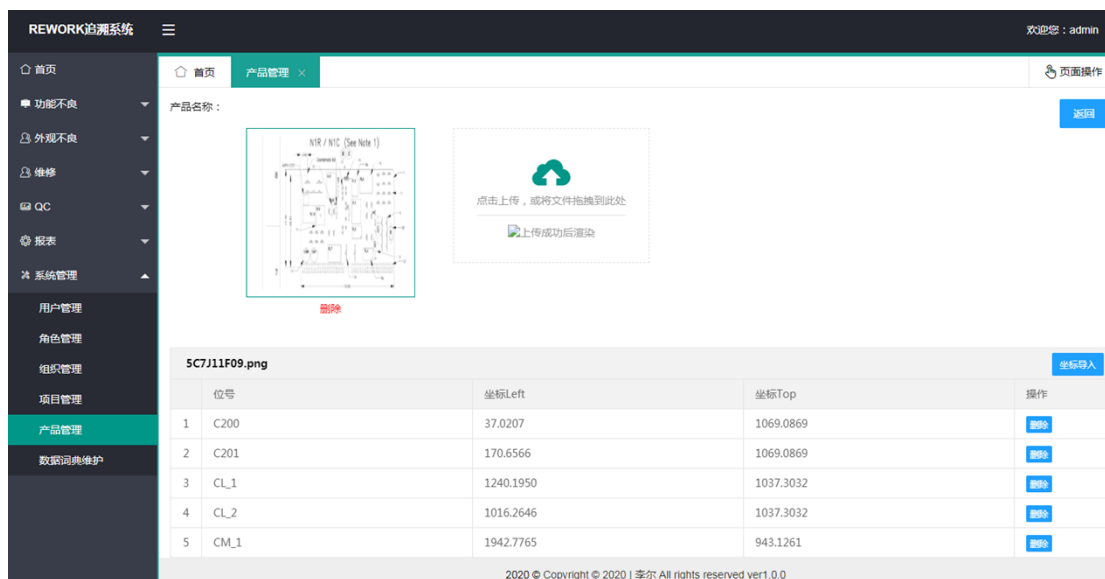 REWORK追溯系统
欢迎您：admin
首页
功能不良
外观不良
维修
QC
报表
系统管理
用户管理
角色管理
组织管理
项目管理
产品管理
数据词典维护
首页 产品管理 ×
页面操作
产品名称：
返回
N1R / N1C (See Note 1)
删除
点击上传，或将文件拖拽到此处
上传成功后渲染
5C7J11F09.png
坐标导入
位号 坐标Left 坐标Top 操作
1 C200 37.0207 1069.0869 删除
2 C201 170.6566 1069.0869 删除
3 CL_1 1240.1950 1037.3032 删除
4 CL_2 1016.2646 1037.3032 删除
5 CM_1 1942.7765 943.1261 删除
2020 © Copyright © 2020 | 李尔 All rights reserved ver1.0.0